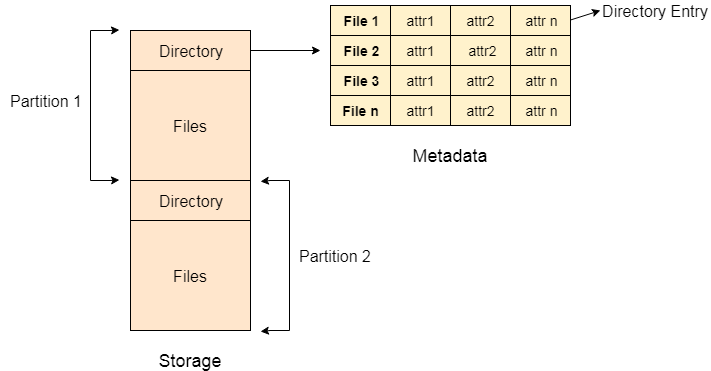 File 1 attr1 attr2 attr n
Directory Entry
File 2 attr1 attr2 attr n
File 3 attr1 attr2 attr n
File n attr1 attr2 attr n
Metadata
Partition 1
Directory
Files
Directory
Files
Partition 2
Storage